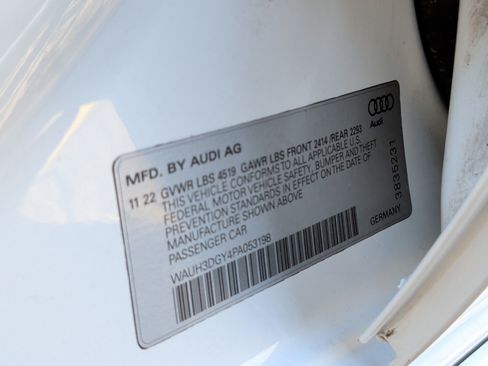 Audi
MFD. BY AUDI AG
11 22 GVWR LBS 4519 GAWR LBS FRONT 2414 / REAR 2293
THIS VEHICLE CONFORMS TO ALL APPLICABLE U.S.
FEDERAL MOTOR VEHICLE SAFETY, BUMPER AND THEFT
PREVENTION STANDARDS IN EFFECT ON THE DATE OF
MANUFACTURE SHOWN ABOVE
PASSENGER CAR
WAUH3DGY4PA053198
GERMANY
3835231